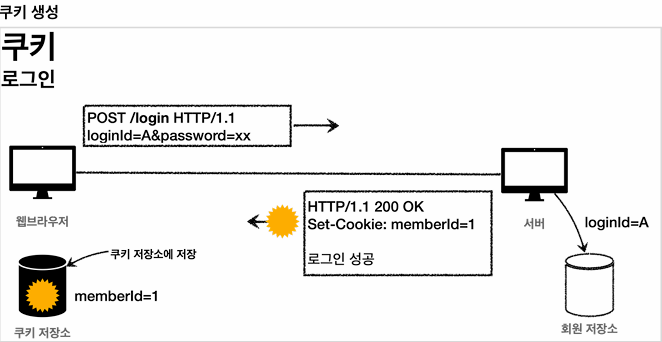 쿠키 생성
쿠키
로그인
POST /login HTTP/1.1
loginId=A&password=xx
HTTP/1.1 200 OK
Set-Cookie: memberId=1
로그인 성공
웹브라우저
서버
loginId=A
쿠키 저장소에 저장
memberId=1
쿠키 저장소
회원 저장소